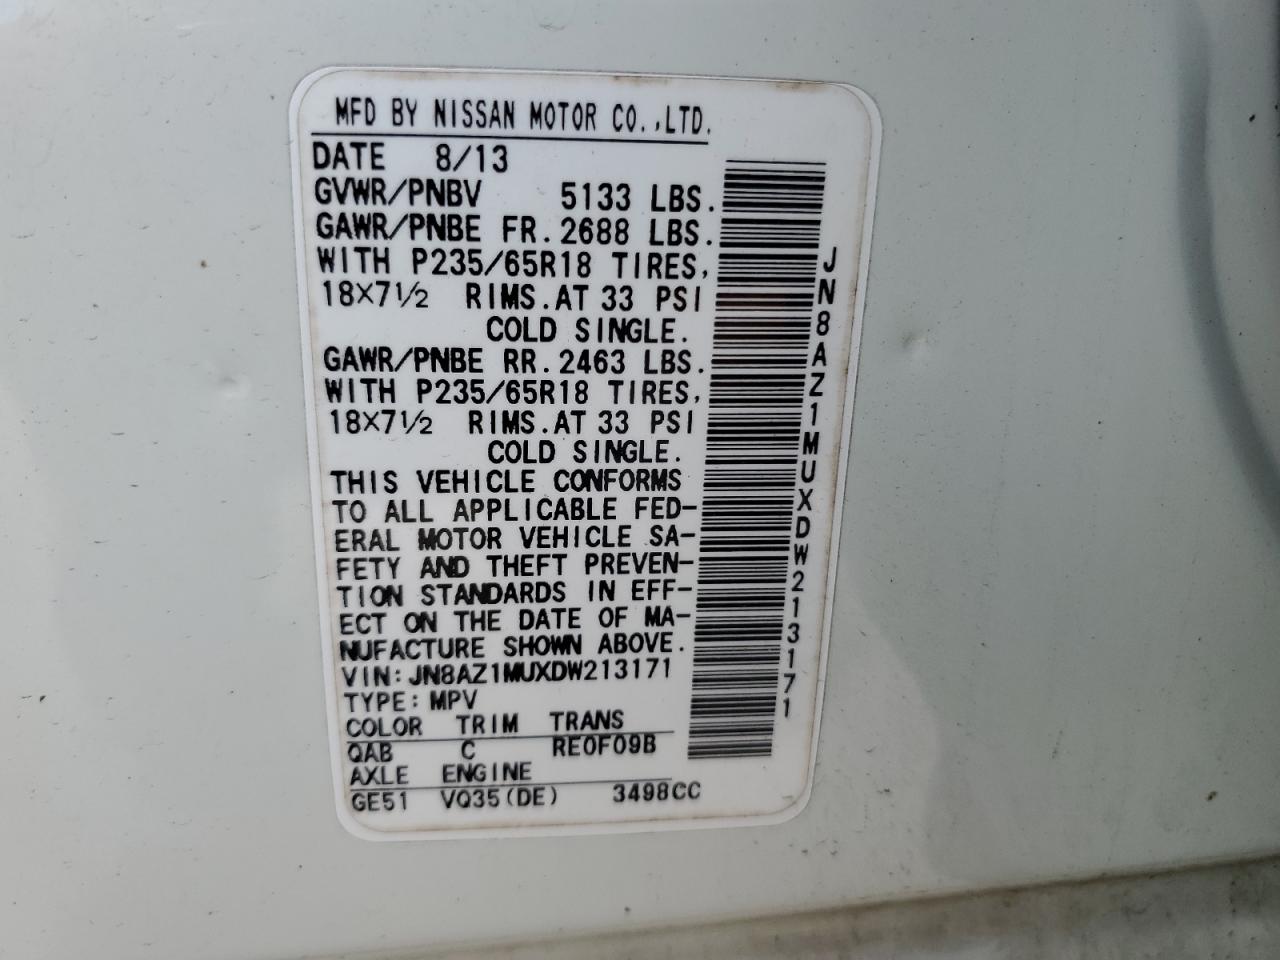 MFD BY NISSAN MOTOR CO.,LTD.
DATE 8/13
GVWR/PNBV 5133 LBS.
GAWR/PNBE FR. 2688 LBS.
WITH P235/65R18 TIRES,
18×7½ RIMS. AT 33 PSI
COLD SINGLE.
GAWR/PNBE RR. 2463 LBS.
WITH P235/65R18 TIRES,
18×7½ RIMS. AT 33 PSI
COLD SINGLE.
THIS VEHICLE CONFORMS
TO ALL APPLICABLE FED-
ERAL MOTOR VEHICLE SA-
FETY AND THEFT PREVEN-
TION STANDARDS IN EFF-
ECT ON THE DATE OF MA-
NUFACTURE SHOWN ABOVE.
VIN: JN8AZ1MUXDW213171
TYPE: MPV
COLOR TRIM TRANS
QAB C RE0F09B
AXLE ENGINE
GE51 VQ35(DE) 3498CC
JN8AZ1MUXDW213171